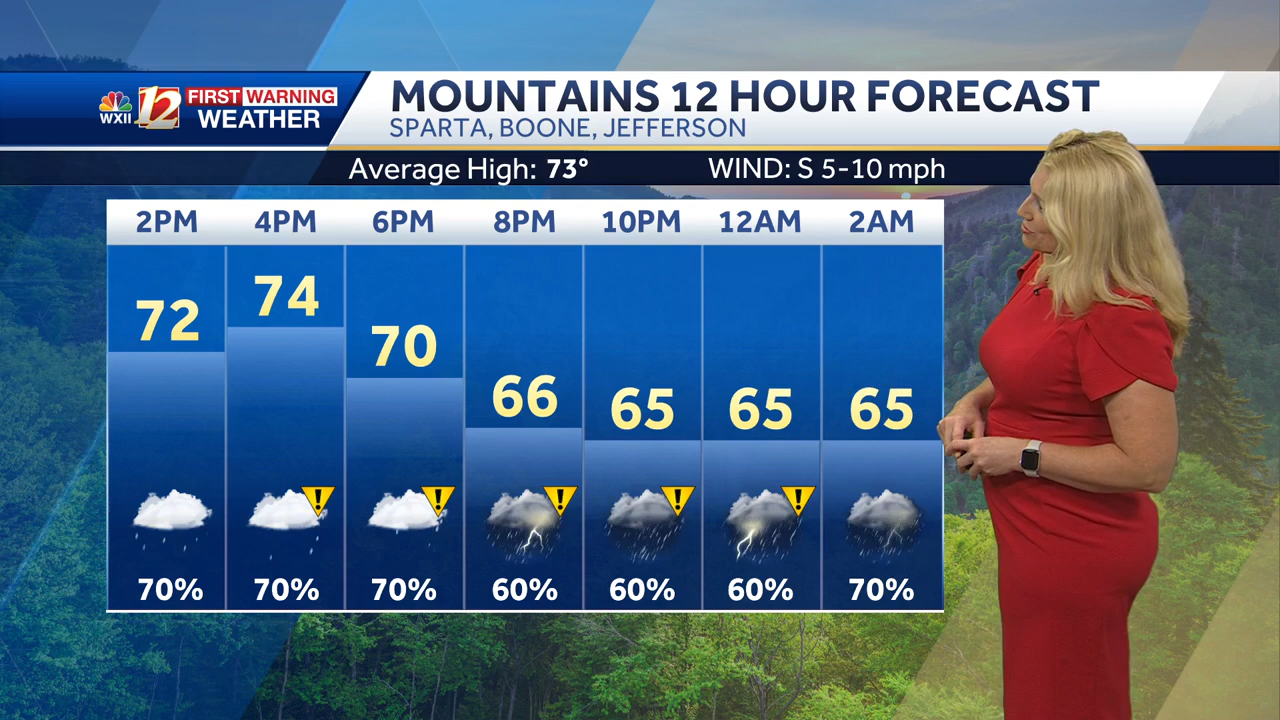 WXII 12 FIRST WARNING WEATHER
MOUNTAINS 12 HOUR FORECAST
SPARTA, BOONE, JEFFERSON
Average High: 73° WIND: S 5-10 mph
2PM 4PM 6PM 8PM 10PM 12AM 2AM
72 74 70 66 65 65 65
! ! ! ! !
70% 70% 70% 60% 60% 60% 70%